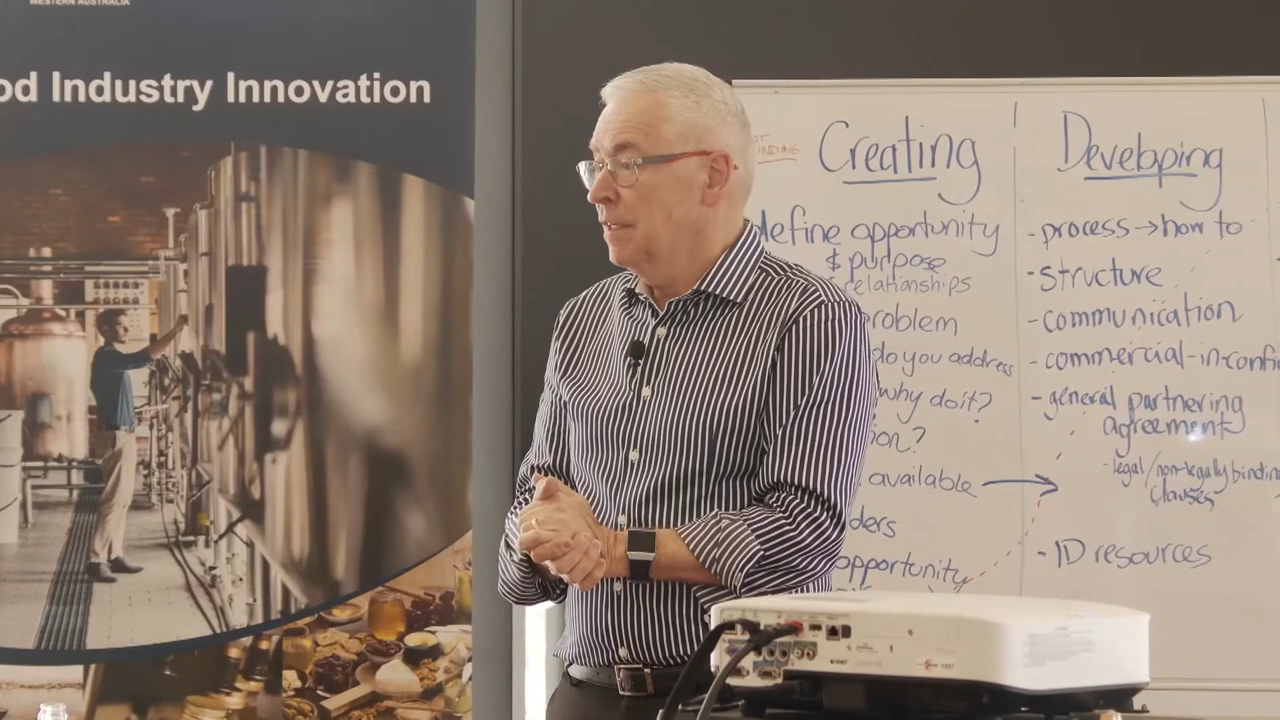 WESTERN AUSTRALIA
od Industry Innovation
Creating
define opportunity
& purpose
relationships
problem
do you address
why do it?
ion?
available
ders
opportunity
Developing
- process → how to
- structure
- communication
- commercial-in-confi
- general partnering
agreement
- legal/non-legally binding
clauses
- ID resources